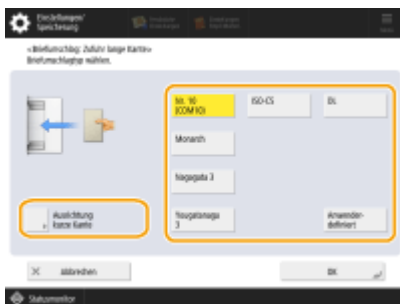 Einstellungen/
Speicherung
<Briefumschlag: Zufuhr lange Kante>
Briefumschlagtyp wählen.
Nr. 10
(COM10)
ISO-C5
DL
Monarch
Nagagata 3
Ausrichtung
kurze Kante
Yougatanaga
3
Anwender-
definiert
Abbrechen
OK
Statusmonitor